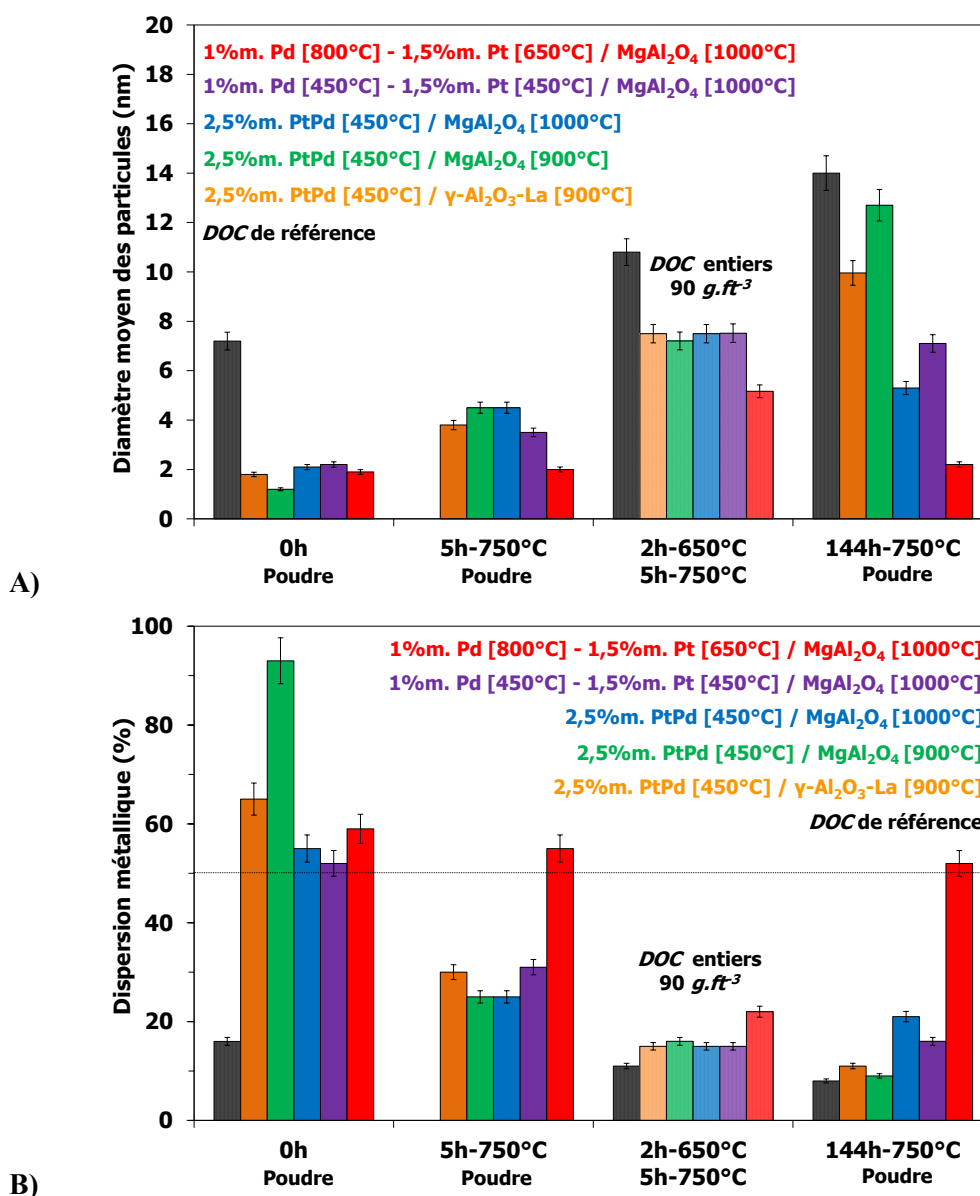 20
18
16
14
12
10
8
6
4
2
0
Diamètre moyen des particules (nm)
1%m. Pd [800°C] - 1,5%m. Pt [650°C] / MgAl₂O₄ [1000°C]
1%m. Pd [450°C] - 1,5%m. Pt [450°C] / MgAl₂O₄ [1000°C]
2,5%m. PtPd [450°C] / MgAl₂O₄ [1000°C]
2,5%m. PtPd [450°C] / MgAl₂O₄ [900°C]
2,5%m. PtPd [450°C] / γ-Al₂O₃-La [900°C]
DOC de référence
DOC entiers
90 g.ft⁻³
0h 5h-750°C 2h-650°C 144h-750°C
Poudre Poudre 5h-750°C Poudre
A)
100
80
60
40
20
0
Dispersion métallique (%)
1%m. Pd [800°C] - 1,5%m. Pt [650°C] / MgAl₂O₄ [1000°C]
1%m. Pd [450°C] - 1,5%m. Pt [450°C] / MgAl₂O₄ [1000°C]
2,5%m. PtPd [450°C] / MgAl₂O₄ [1000°C]
2,5%m. PtPd [450°C] / MgAl₂O₄ [900°C]
2,5%m. PtPd [450°C] / γ-Al₂O₃-La [900°C]
DOC de référence
DOC entiers
90 g.ft⁻³
0h 5h-750°C 2h-650°C 144h-750°C
Poudre Poudre 5h-750°C Poudre
B)